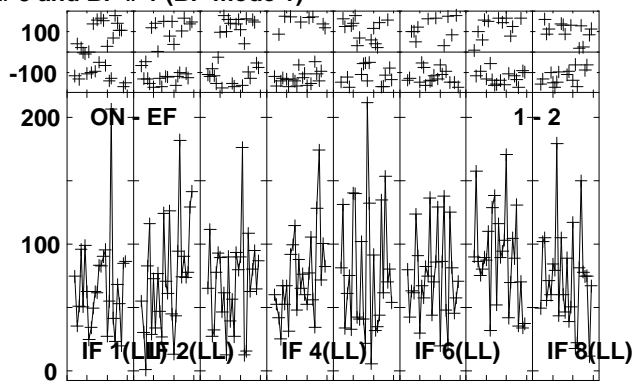 100
-100
200
ON - EF
1 - 2
100
0
IF 1(LL)
IF 2(LL)
IF 4(LL)
IF 6(LL)
IF 8(LL)